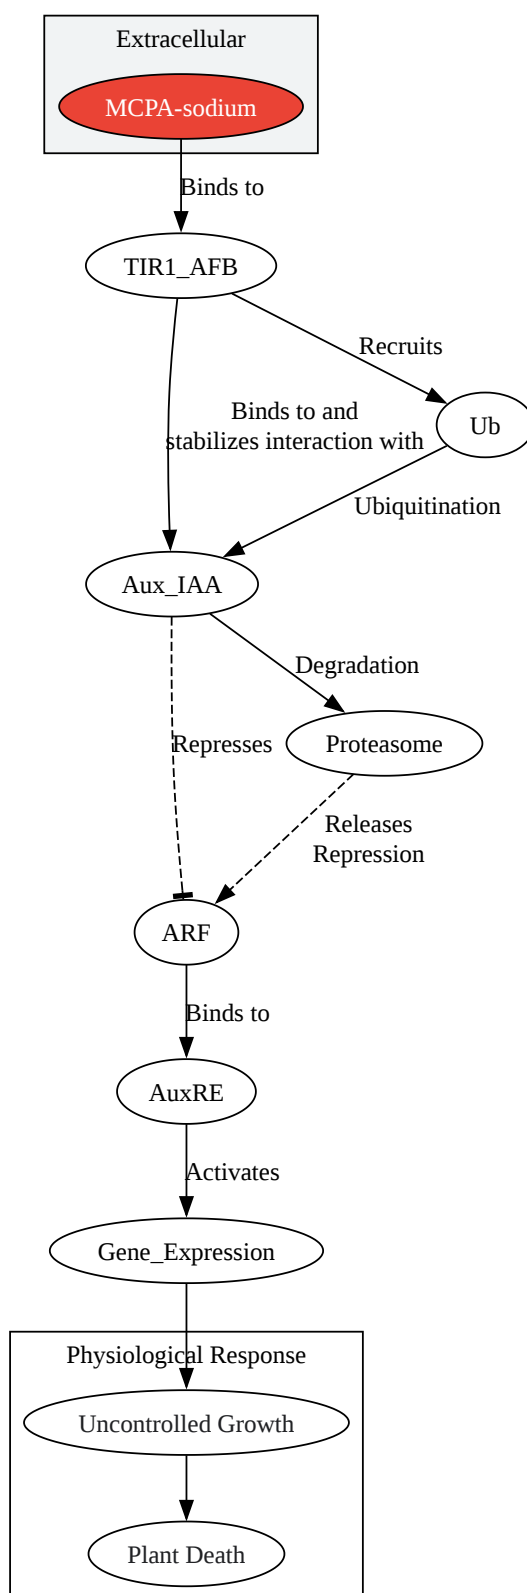 Extracellular
MCPA-sodium
Binds to
TIR1_AFB
Recruits
Binds to and
stabilizes interaction with
Ub
Ubiquitination
Aux_IAA
Degradation
Represses
Proteasome
Releases
Repression
ARF
Binds to
AuxRE
Activates
Gene_Expression
Physiological Response
Uncontrolled Growth
Plant Death